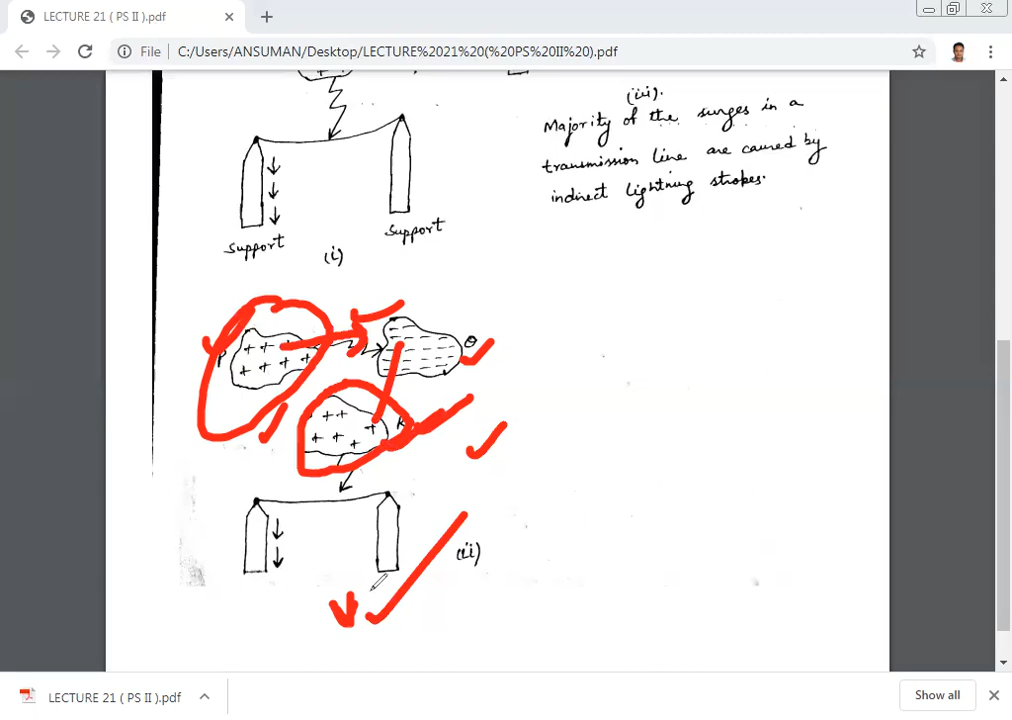 LECTURE 21 ( PS II ).pdf
File
C:/Users/ANSUMAN/Desktop/LECTURE%2021%20(%20PS%20II%20).pdf
(iii).
Majority of the surges in a
transmission line are caused by
indirect lightning strokes.
Support
Support
(i)
P
Q
R
(ii)
LECTURE 21 ( PS II ).pdf
Show all